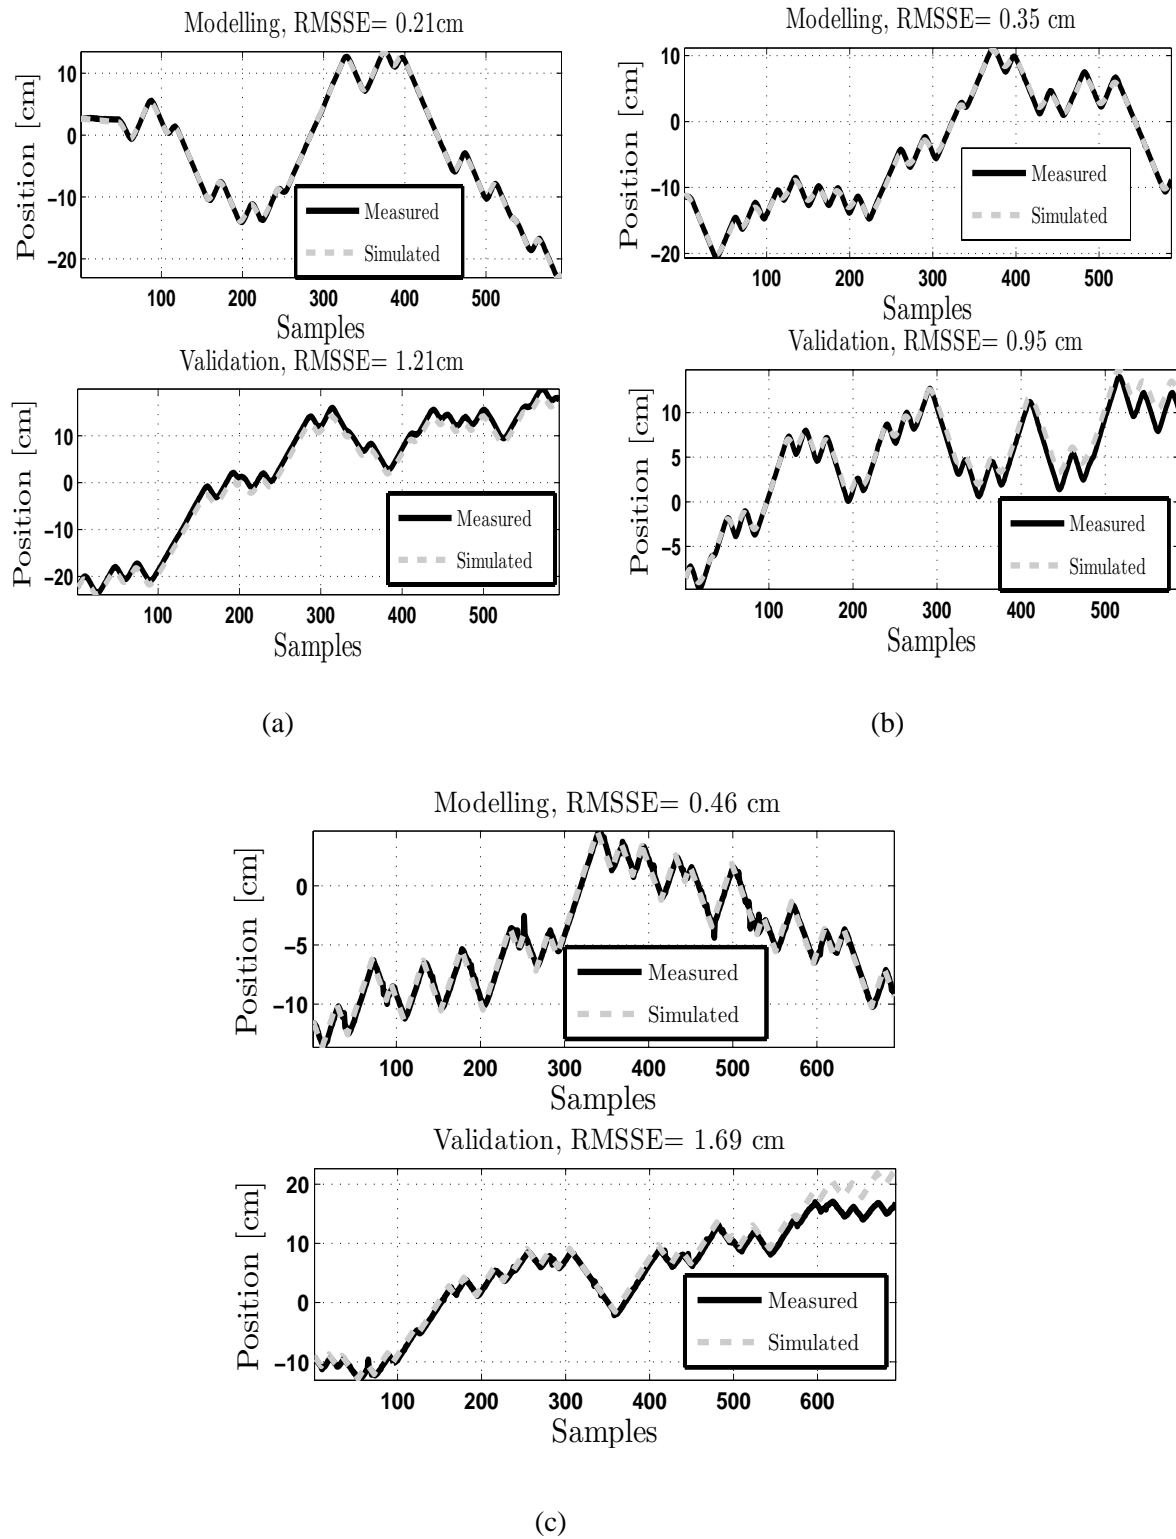 Modelling, RMSSE= 0.21cm
Position [cm]
10
0
−10
−20
Measured
Simulated
100 200 300 400 500
Samples
Validation, RMSSE= 1.21cm
Position [cm]
10
0
−10
−20
Measured
Simulated
100 200 300 400 500
Samples
(a)
Modelling, RMSSE= 0.35 cm
Position [cm]
10
0
−10
−20
Measured
Simulated
100 200 300 400 500
Samples
Validation, RMSSE= 0.95 cm
Position [cm]
10
5
0
−5
Measured
Simulated
100 200 300 400 500
Samples
(b)
Modelling, RMSSE= 0.46 cm
Position [cm]
0
−5
−10
Measured
Simulated
100 200 300 400 500 600
Samples
Validation, RMSSE= 1.69 cm
Position [cm]
20
10
0
−10
Measured
Simulated
100 200 300 400 500 600
Samples
(c)